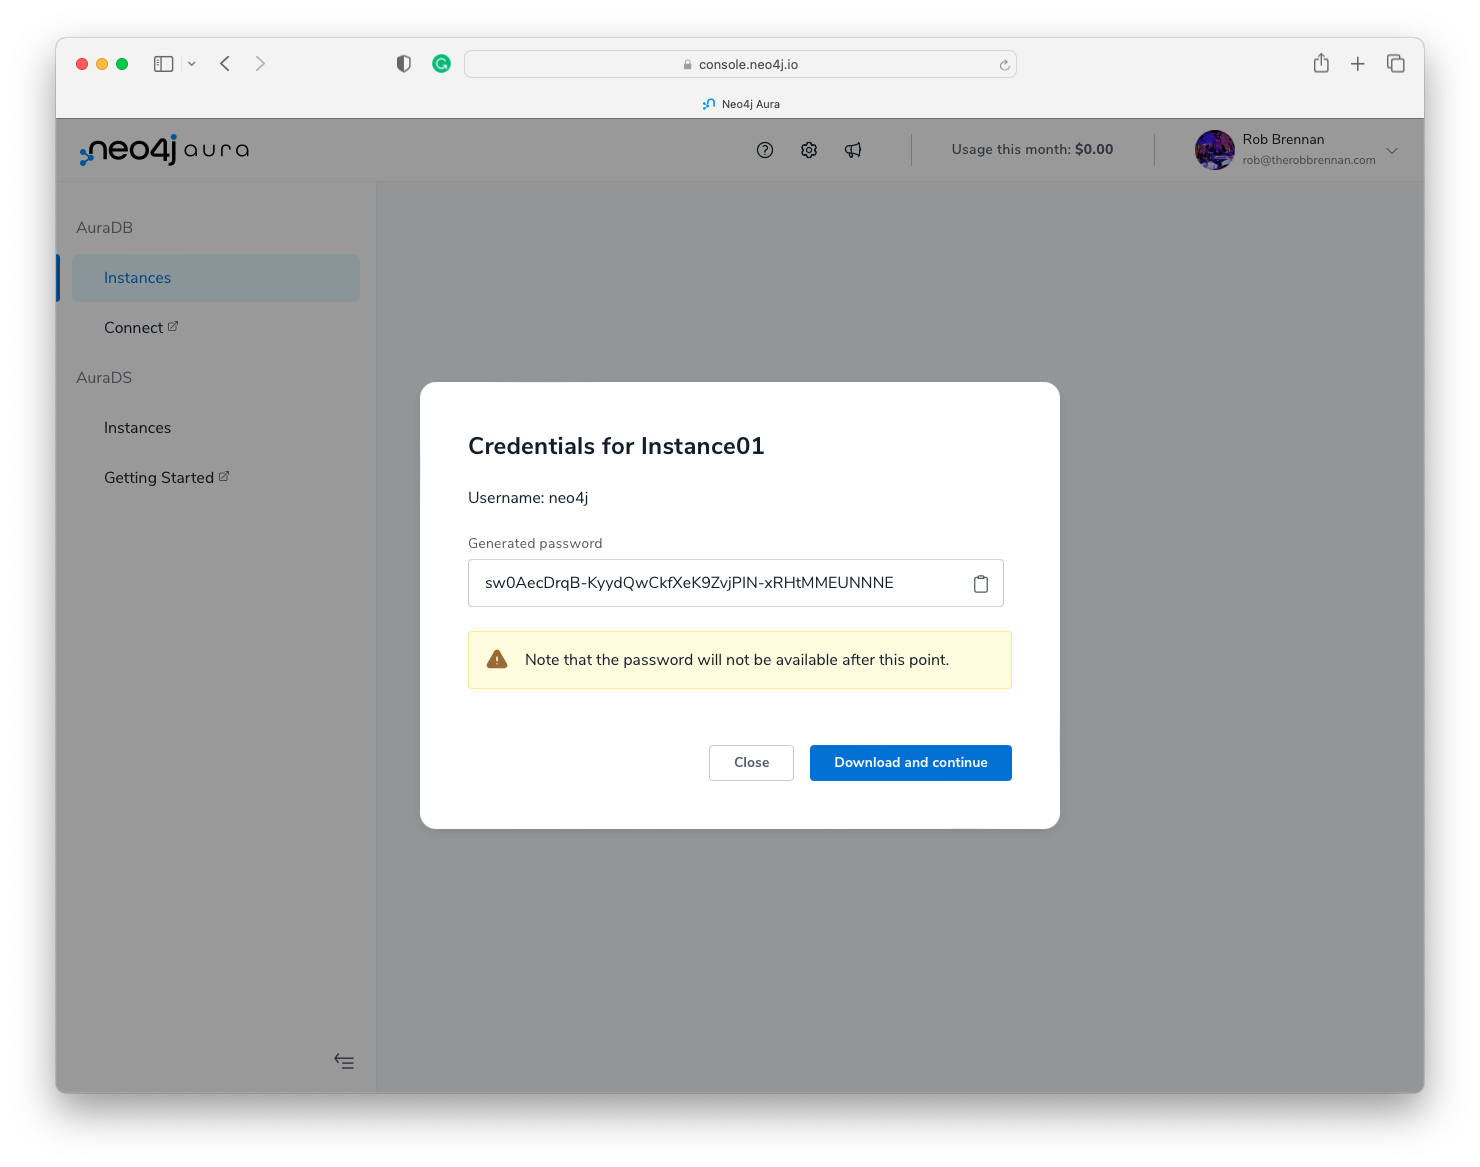 console.neo4j.io
Neo4j Aura
neo4j aura
Usage this month: $0.00
Rob Brennan
rob@therobbrennan.com
AuraDB
Instances
Connect
AuraDS
Instances
Getting Started
Credentials for Instance01
Username: neo4j
Generated password
sw0AecDrqB-KyydQwCkfXeK9ZvjPIN-xRHtMMEUNNNE
Note that the password will not be available after this point.
Close
Download and continue